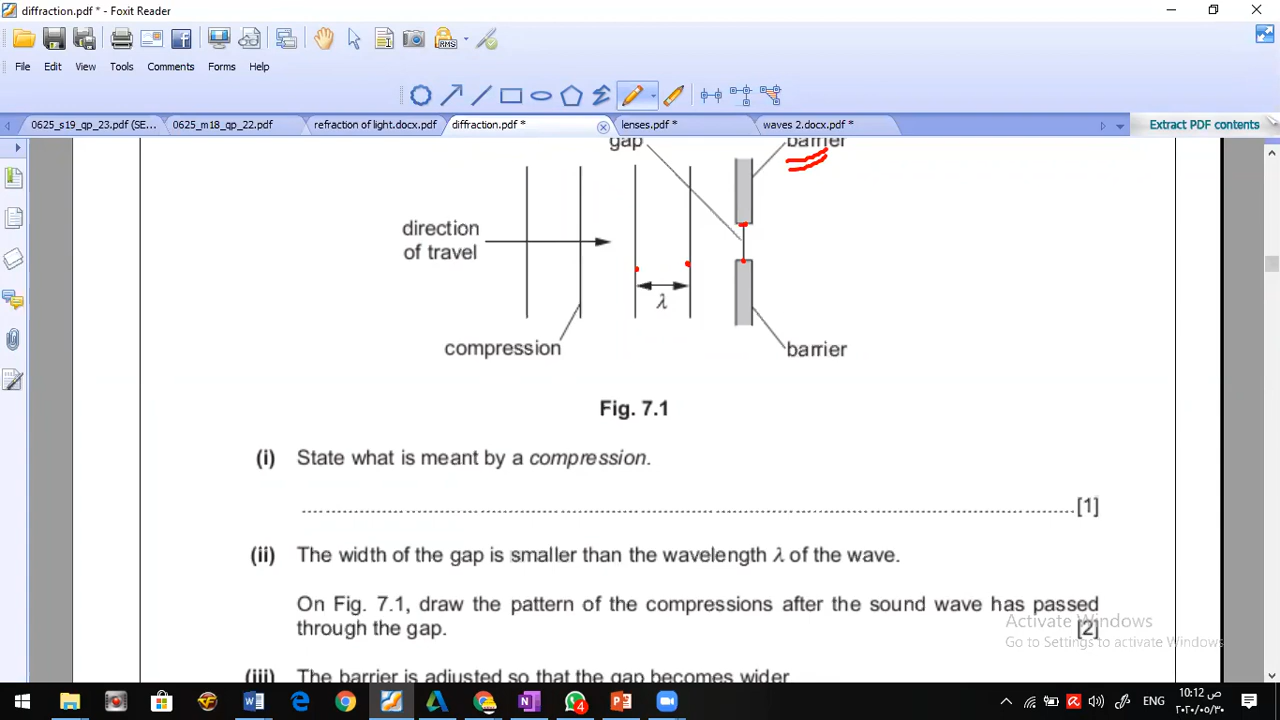 diffraction.pdf * - Foxit Reader
File Edit View Tools Comments Forms Help
0625_s19_qp_23.pdf (SE... 0625_m18_qp_22.pdf refraction of light.docx.pdf diffraction.pdf * lenses.pdf * waves 2.docx.pdf * Extract PDF contents
gap barrier
direction
of travel
λ
compression barrier
Fig. 7.1
(i) State what is meant by a compression.
[1]
(ii) The width of the gap is smaller than the wavelength λ of the wave.
On Fig. 7.1, draw the pattern of the compressions after the sound wave has passed
through the gap. [2]
Activate Windows
Go to Settings to activate Windows.
(iii) The barrier is adjusted so that the gap becomes wider
ENG 10:12 ص
٢٠٢٠/٠٥/٣٠